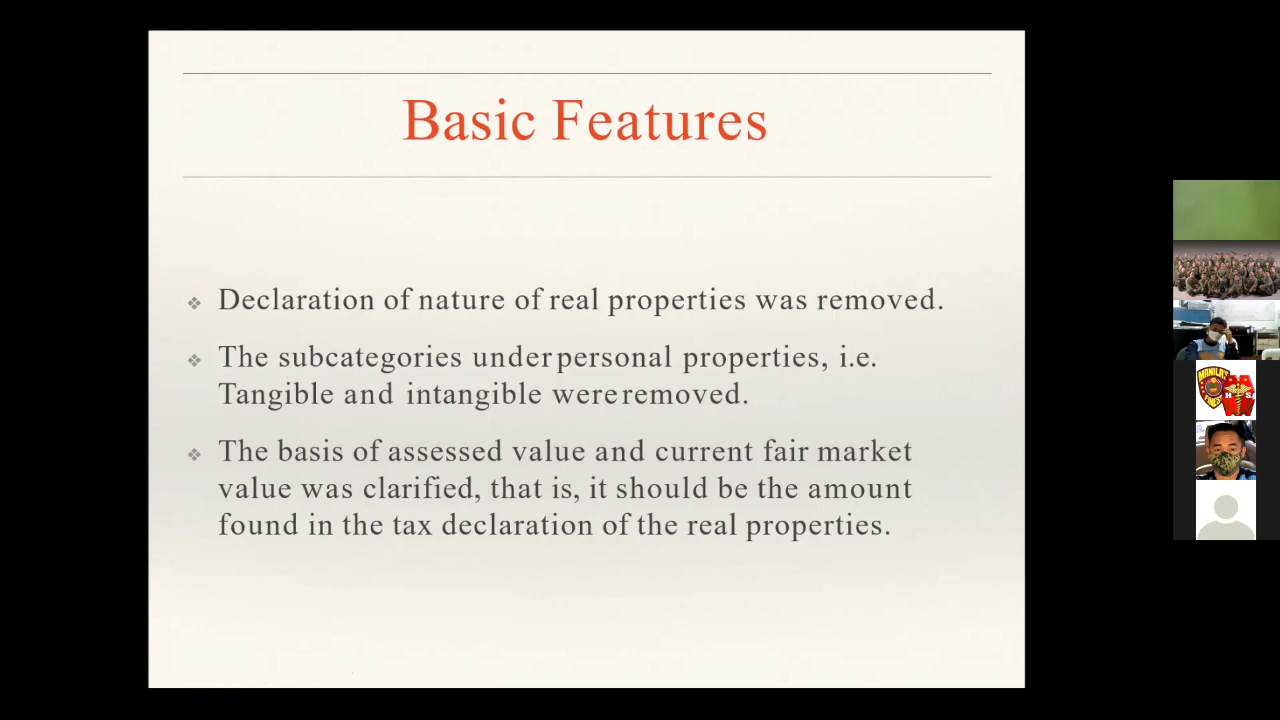 Basic Features
❖ Declaration of nature of real properties was removed.
❖ The subcategories under personal properties, i.e.
Tangible and intangible were removed.
❖ The basis of assessed value and current fair market
value was clarified, that is, it should be the amount
found in the tax declaration of the real properties.
MANILA'S
FINEST